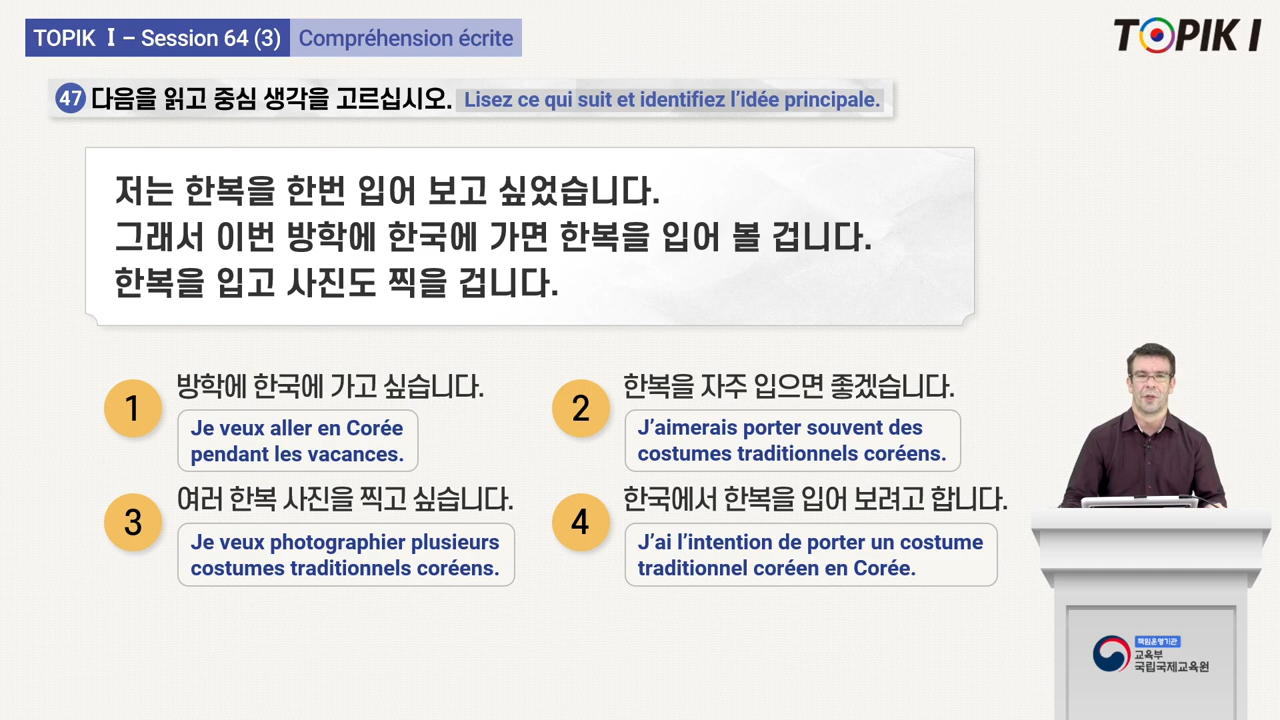 TOPIK Ⅰ – Session 64 (3) Compréhension écrite
TOPIK I
47 다음을 읽고 중심 생각을 고르십시오. Lisez ce qui suit et identifiez l’idée principale.
저는 한복을 한번 입어 보고 싶었습니다.
그래서 이번 방학에 한국에 가면 한복을 입어 볼 겁니다.
한복을 입고 사진도 찍을 겁니다.
1 방학에 한국에 가고 싶습니다.
Je veux aller en Corée
pendant les vacances.
2 한복을 자주 입으면 좋겠습니다.
J’aimerais porter souvent des
costumes traditionnels coréens.
3 여러 한복 사진을 찍고 싶습니다.
Je veux photographier plusieurs
costumes traditionnels coréens.
4 한국에서 한복을 입어 보려고 합니다.
J’ai l’intention de porter un costume
traditionnel coréen en Corée.
책임운영기관
교육부
국립국제교육원